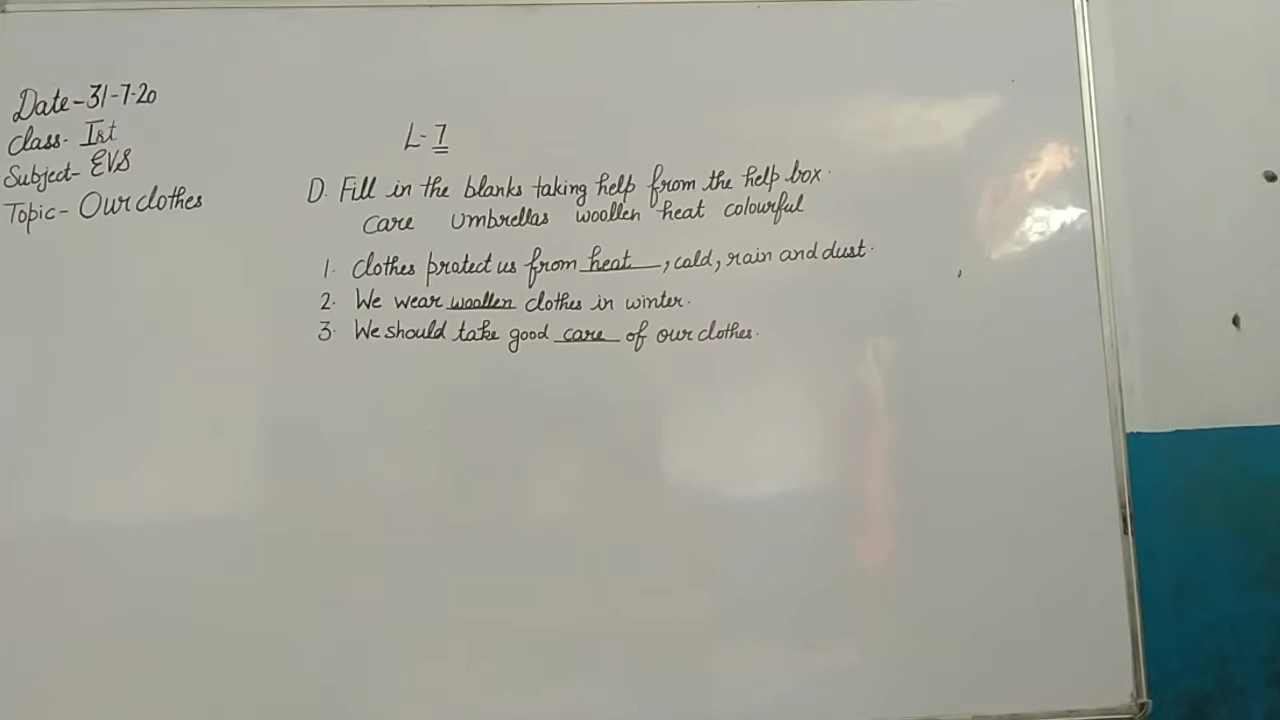 Date-31-7-20
Class- Ist
Subject- EVS
Topic- Our clothes
L-7
D. Fill in the blanks taking help from the help box.
care umbrellas woollen heat colourful
1. Clothes protect us from heat, cald, rain and dust.
2. We wear woollen clothes in winter.
3. We should take good care of our clothes.